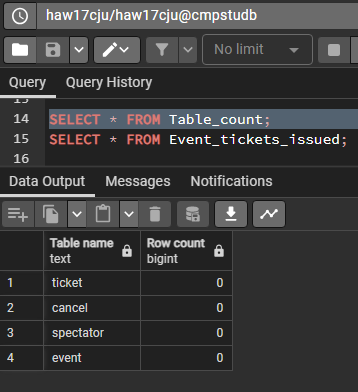 haw17cju/haw17cju@cmpstudb
No limit
Query Query History
14 SELECT * FROM Table_count;
15 SELECT * FROM Event_tickets_issued;
16
Data Output Messages Notifications
Table name Row count
text bigint
1 ticket 0
2 cancel 0
3 spectator 0
4 event 0